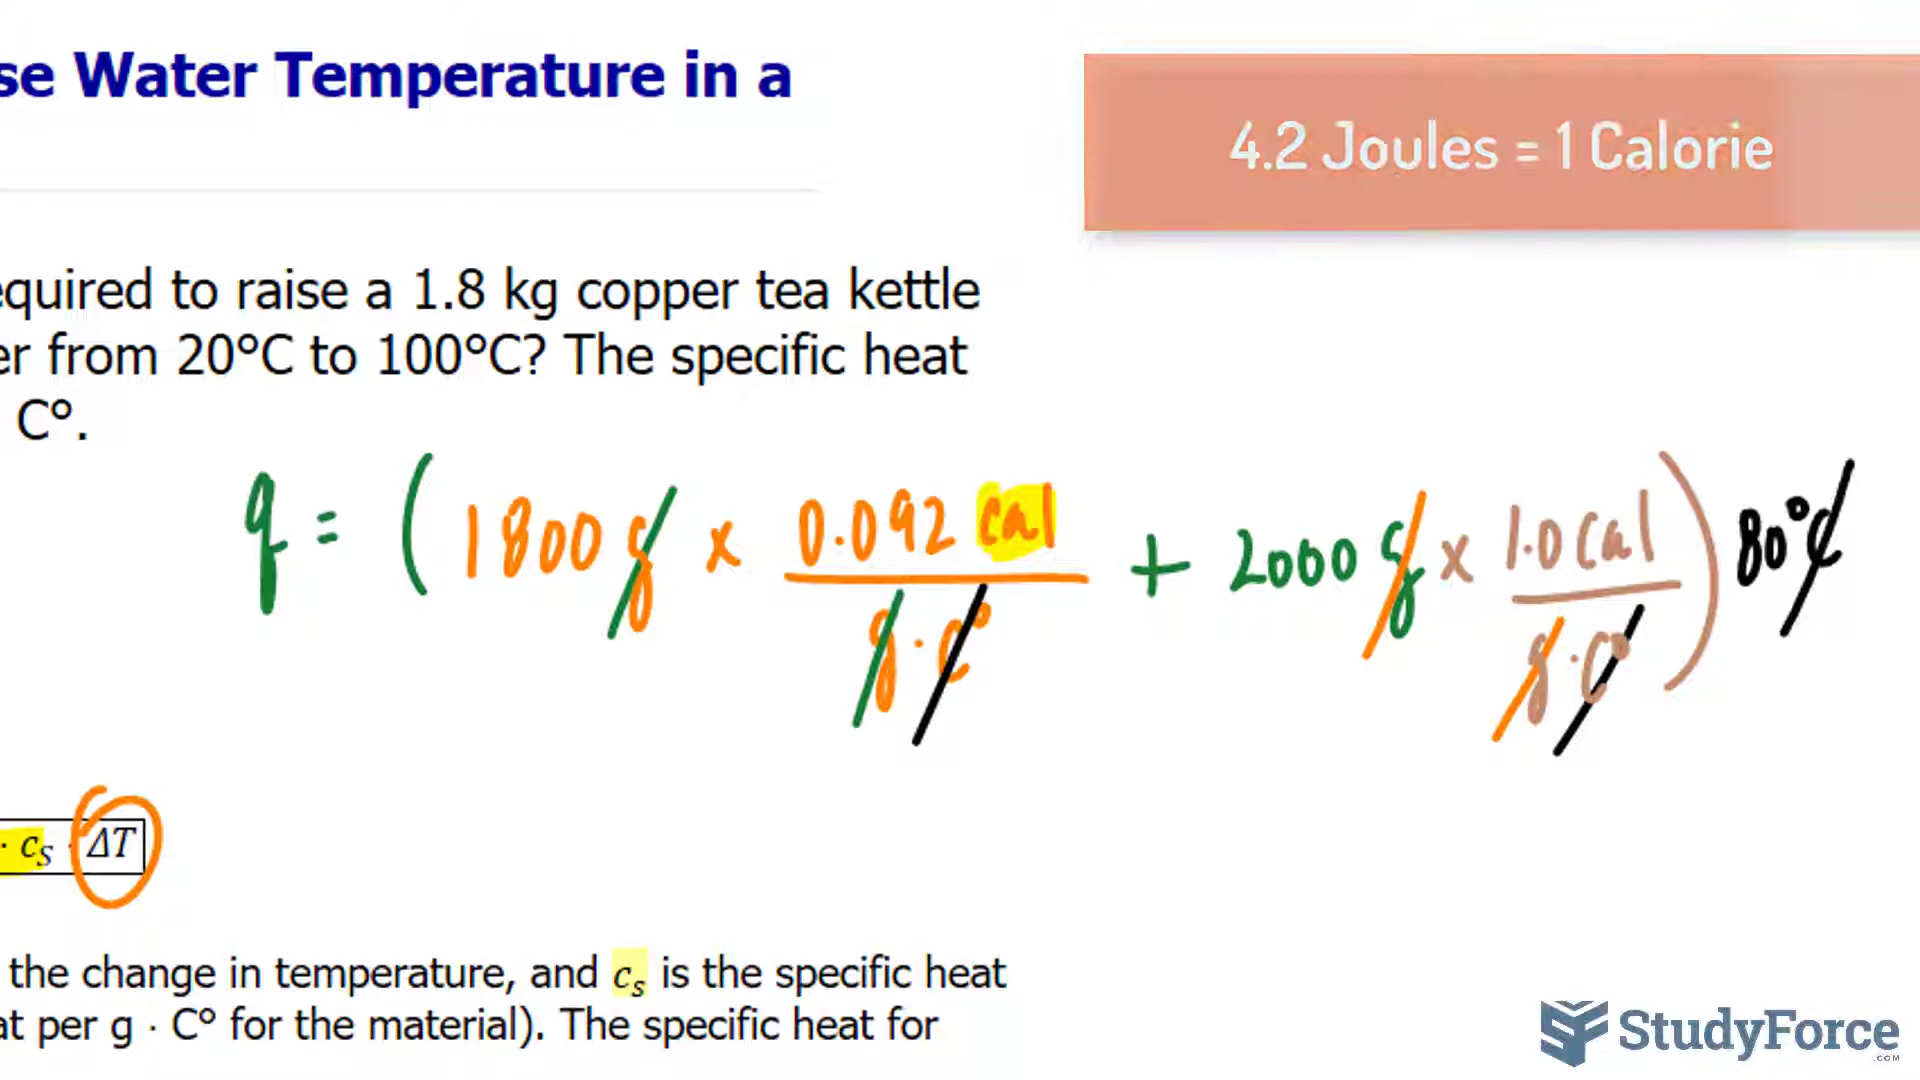 se Water Temperature in a
4.2 Joules = 1 Calorie
equired to raise a 1.8 kg copper tea kettle
er from 20°C to 100°C? The specific heat
C°.
q = ( 1800 g x 0.092 cal / g · C° + 2000 g x 1.0 cal / g · C° ) 80°C
· cs · ΔT
the change in temperature, and cs is the specific heat
at per g · C° for the material). The specific heat for
StudyForce
.COM